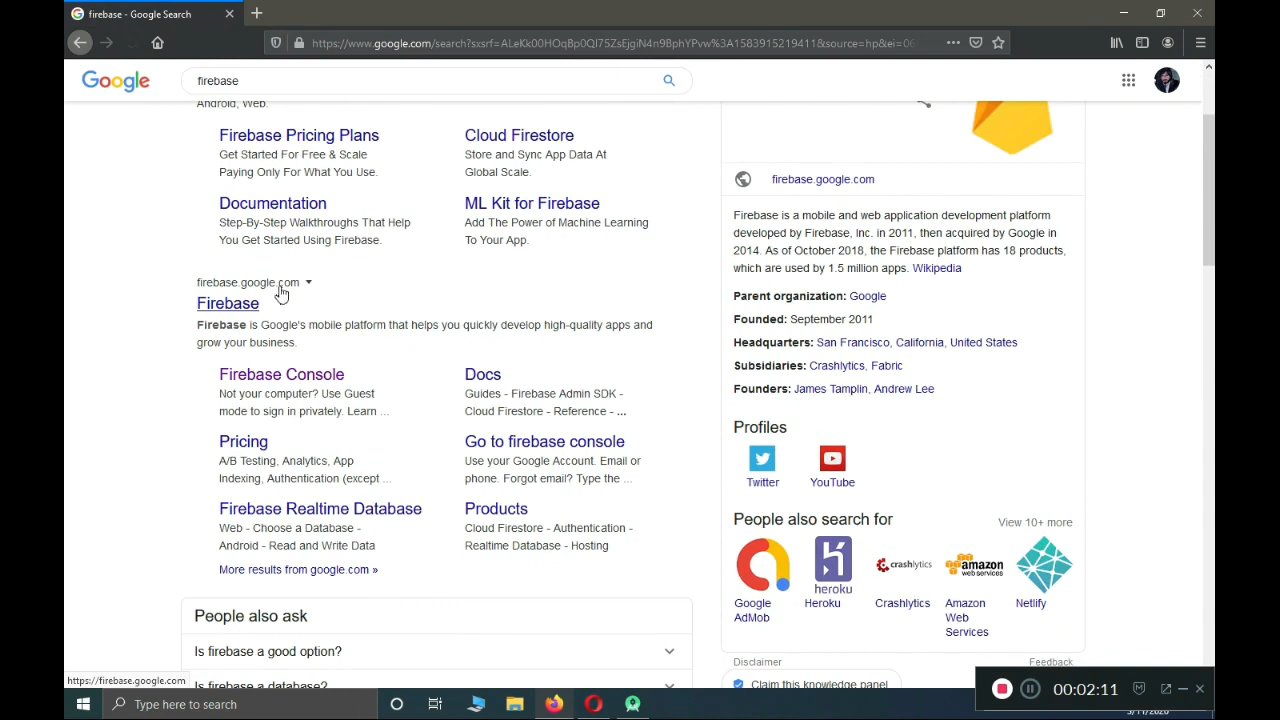 firebase - Google Search
https://www.google.com/search?sxsrf=ALeKk00HOqBp0QI75ZsEjgiN4n9BphYPvw%3A1583915219411&source=hp&ei=06
Google
firebase
Android, Web.
Firebase Pricing Plans
Get Started For Free & Scale
Paying Only For What You Use.
Cloud Firestore
Store and Sync App Data At
Global Scale.
Documentation
Step-By-Step Walkthroughs That Help
You Get Started Using Firebase.
ML Kit for Firebase
Add The Power of Machine Learning
To Your App.
firebase.google.com
Firebase
Firebase is Google's mobile platform that helps you quickly develop high-quality apps and
grow your business.
Firebase Console
Not your computer? Use Guest
mode to sign in privately. Learn ...
Docs
Guides - Firebase Admin SDK -
Cloud Firestore - Reference - ...
Pricing
A/B Testing, Analytics, App
Indexing, Authentication (except ...
Go to firebase console
Use your Google Account. Email or
phone. Forgot email? Type the ...
Firebase Realtime Database
Web - Choose a Database -
Android - Read and Write Data
Products
Cloud Firestore - Authentication -
Realtime Database - Hosting
More results from google.com »
People also ask
Is firebase a good option?
Is firebase a database?
firebase.google.com
Firebase is a mobile and web application development platform
developed by Firebase, Inc. in 2011, then acquired by Google in
2014. As of October 2018, the Firebase platform has 18 products,
which are used by 1.5 million apps. Wikipedia
Parent organization: Google
Founded: September 2011
Headquarters: San Francisco, California, United States
Subsidiaries: Crashlytics, Fabric
Founders: James Tamplin, Andrew Lee
Profiles
Twitter
YouTube
People also search for
View 10+ more
heroku
crashlytics
amazon
web services
Google
AdMob
Heroku
Crashlytics
Amazon
Web
Services
Netlify
Disclaimer
Feedback
Claim this knowledge panel
https://firebase.google.com
Type here to search
00:02:11
3/11/2020